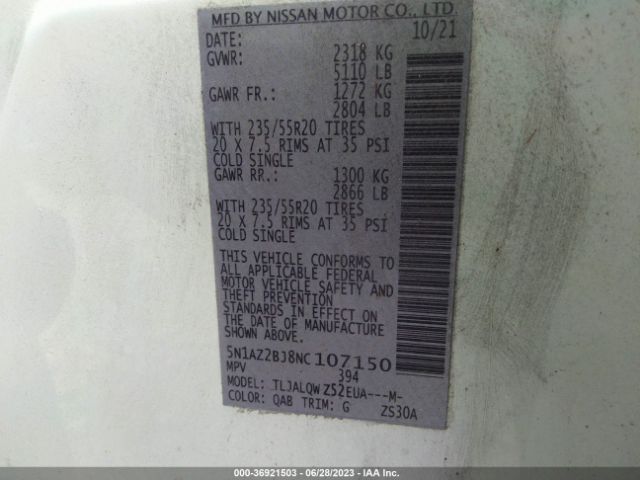 MFD BY NISSAN MOTOR CO., LTD.
DATE: 10/21
GVWR: 2318 KG
5110 LB
GAWR FR.: 1272 KG
2804 LB
WITH 235/55R20 TIRES
20 X 7.5 RIMS AT 35 PSI
COLD SINGLE
GAWR RR.: 1300 KG
2866 LB
WITH 235/55R20 TIRES
20 X 7.5 RIMS AT 35 PSI
COLD SINGLE
THIS VEHICLE CONFORMS TO
ALL APPLICABLE FEDERAL
MOTOR VEHICLE SAFETY AND
THEFT PREVENTION
STANDARDS IN EFFECT ON
THE DATE OF MANUFACTURE
SHOWN ABOVE.
5N1AZ2BJ8NC107150
MPV 394
MODEL: TLJALQW ZS2EUA---M-
COLOR: QAB TRIM: G ZS30A
000-36921503 - 06/28/2023 - IAA Inc.